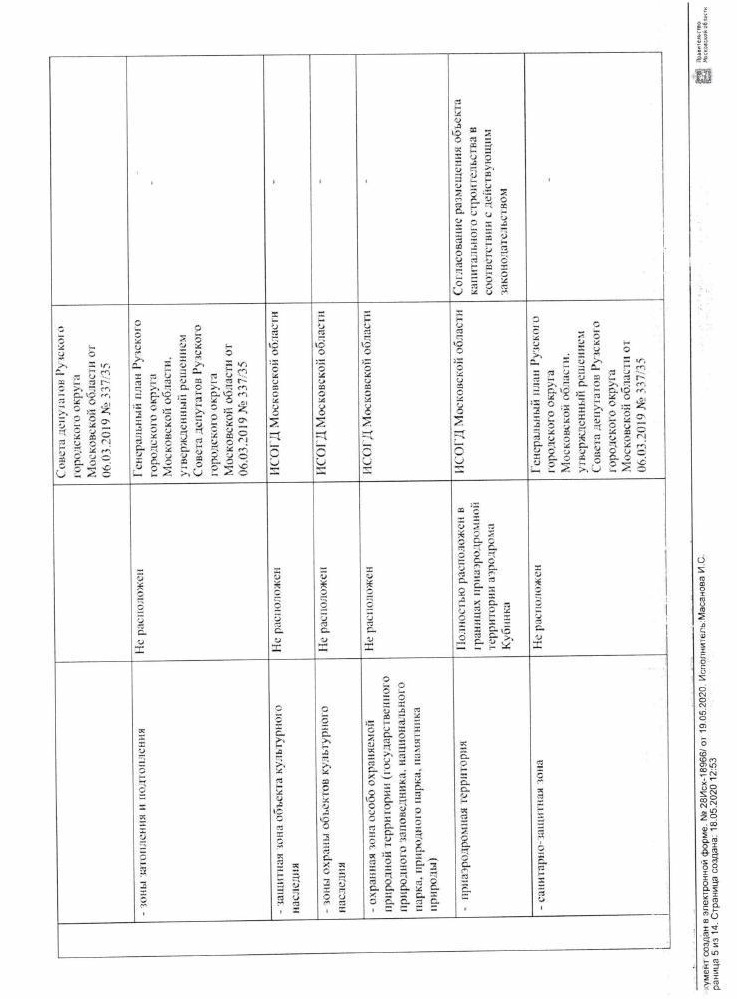 Совета депутатов Рузского
городского округа
Московской области от
06.03.2019 № 337/35
- зоны затопления и подтопления
Не расположен
Генеральный план Рузского
городского округа
Московской области,
утвержденный решением
Совета депутатов Рузского
городского округа
Московской области от
06.03.2019 № 337/35
-
- защитная зона объекта культурного
наследия
Не расположен
ИСОГД Московской области
-
- зоны охраны объектов культурного
наследия
Не расположен
ИСОГД Московской области
-
- охранная зона особо охраняемой
природной территории (государственного
природного заповедника, национального
парка, природного парка, памятника
природы)
Не расположен
ИСОГД Московской области
-
- приаэродромная территория
Полностью расположен в
границах приаэродромной
территории аэродрома
Кубинка
ИСОГД Московской области
Согласование размещения объекта
капитального строительства в
соответствии с действующим
законодательством
- санитарно-защитная зона
Не расположен
Генеральный план Рузского
городского округа
Московской области,
утвержденный решением
Совета депутатов Рузского
городского округа
Московской области от
06.03.2019 № 337/35
-
умент создан в электронной форме. № 28Исх-18966/ от 19.05.2020. Исполнитель:Масанова И.С.
раница 5 из 14. Страница создана: 18.05.2020 12:53
Правительство
Московской области